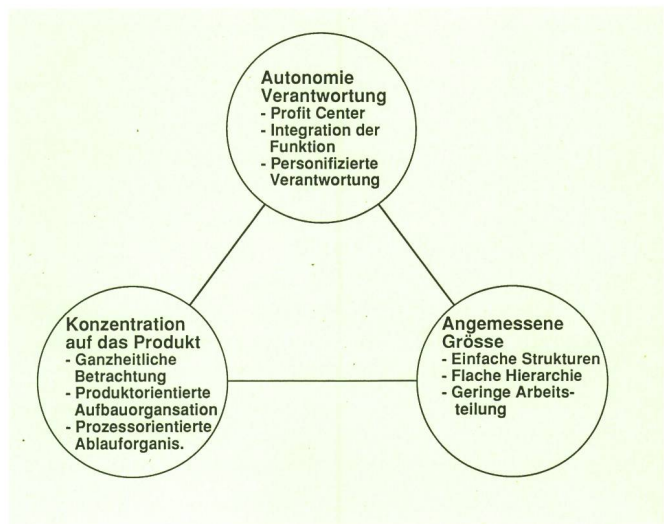 Autonomie
Verantwortung
- Profit Center
- Integration der
Funktion
- Personifizierte
Verantwortung
Konzentration
auf das Produkt
- Ganzheitliche
Betrachtung
- Produktorientierte
Aufbauorgansation
- Prozessorientierte
Ablauforganis.
Angemessene
Grösse
- Einfache Strukturen
- Flache Hierarchie
- Geringe Arbeits-
teilung